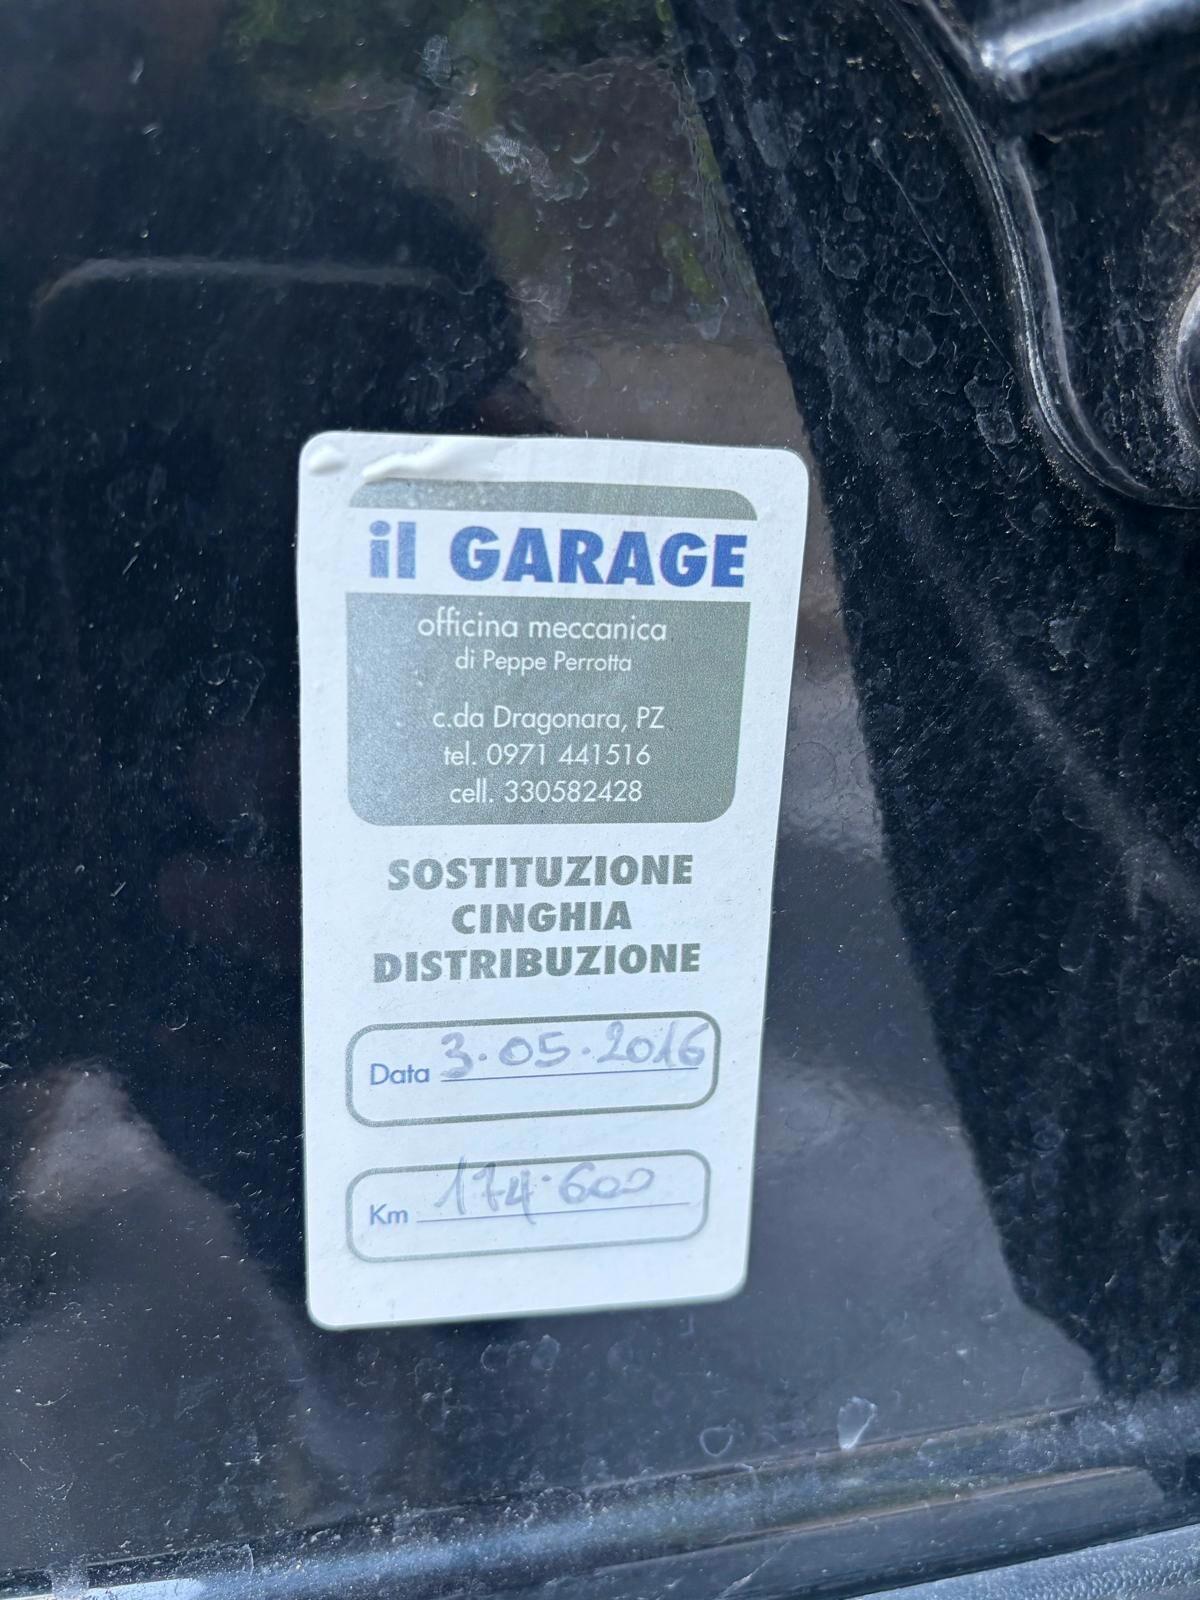 il GARAGE
officina meccanica
di Peppe Perrotta
c.da Dragonara, PZ
tel. 0971 441516
cell. 330582428
SOSTITUZIONE
CINGHIA
DISTRIBUZIONE
Data 3.05.2016
Km 174.600